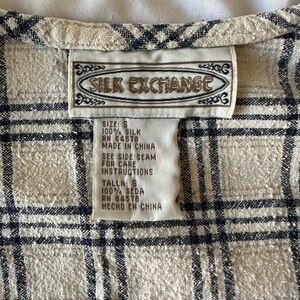 SILK EXCHANGE
SIZE: S
100% SILK
RN 64578
MADE IN CHINA
SEE SIDE SEAM
FOR CARE
INSTRUCTIONS
TALLA: S
100% SEDA
RN 64578
HECHO EN CHINA